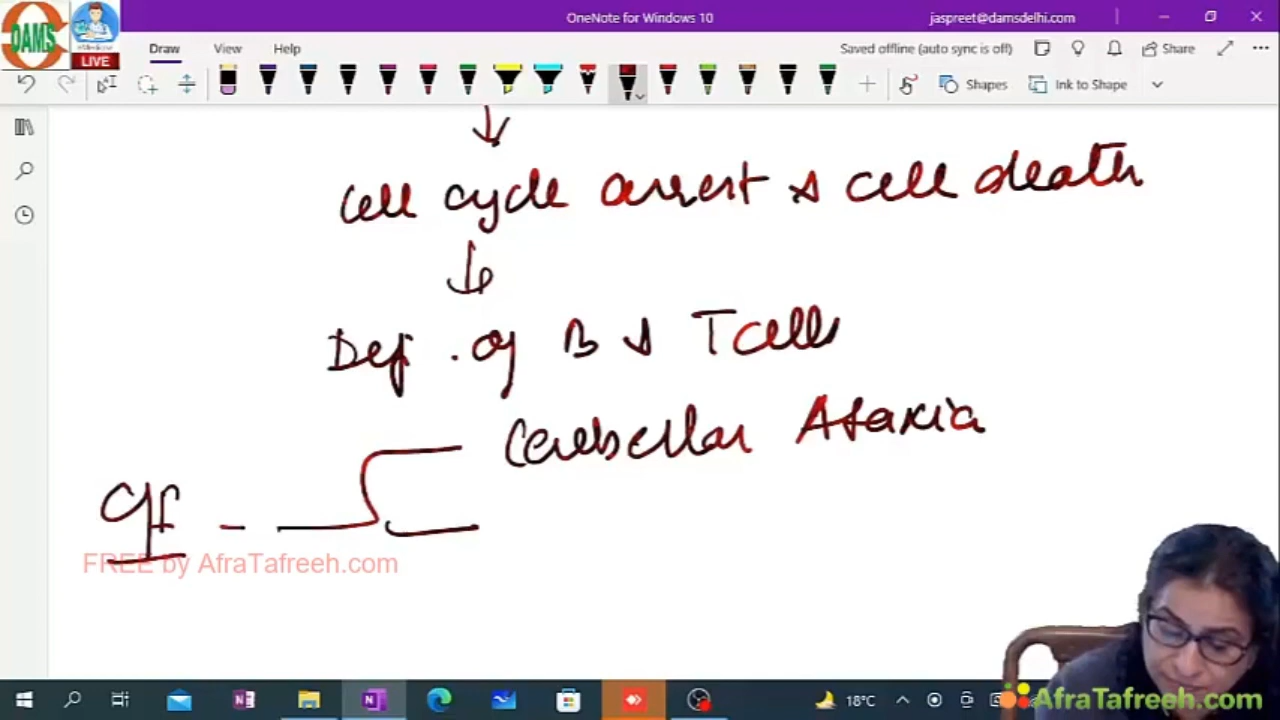 OneNote for Windows 10
jaspreet@damsdelhi.com
DAMS
LIVE
Draw View Help
Saved offline (auto sync is off)
Share
Shapes
Ink to Shape
Cell cycle arrest & cell death
Def. of B & T cells
Cerebellar Ataxia
C/f
FREE by AfraTafreeh.com
18°C
AfraTafreeh.com